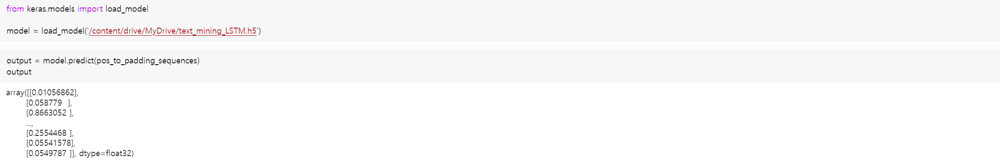 from keras.models import load_model
model = load_model('/content/drive/MyDrive/text_mining_LSTM.h5')
output = model.predict(pos_to_padding_sequences)
output
array([[0.01056862],
[0.058779  ],
[0.8663052 ],
...,
[0.2554468 ],
[0.05541578],
[0.0549787 ]], dtype=float32)